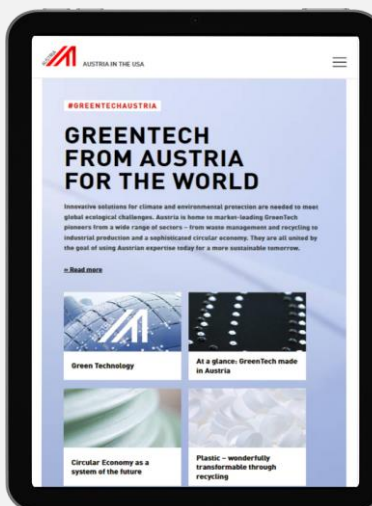 AUSTRIA
AUSTRIA IN THE USA
#GREENTECHAUSTRIA
GREENTECH
FROM AUSTRIA
FOR THE WORLD
Innovative solutions for climate and environmental protection are needed to meet
global ecological challenges. Austria is home to market-leading GreenTech
pioneers from a wide range of sectors – from waste management and recycling to
industrial production and a sophisticated circular economy. They are all united by
the goal of using Austrian expertise today for a more sustainable tomorrow.
» Read more
Green Technology
At a glance: GreenTech made
in Austria
Circular Economy as a
system of the future
Plastic – wonderfully
transformable through
recycling